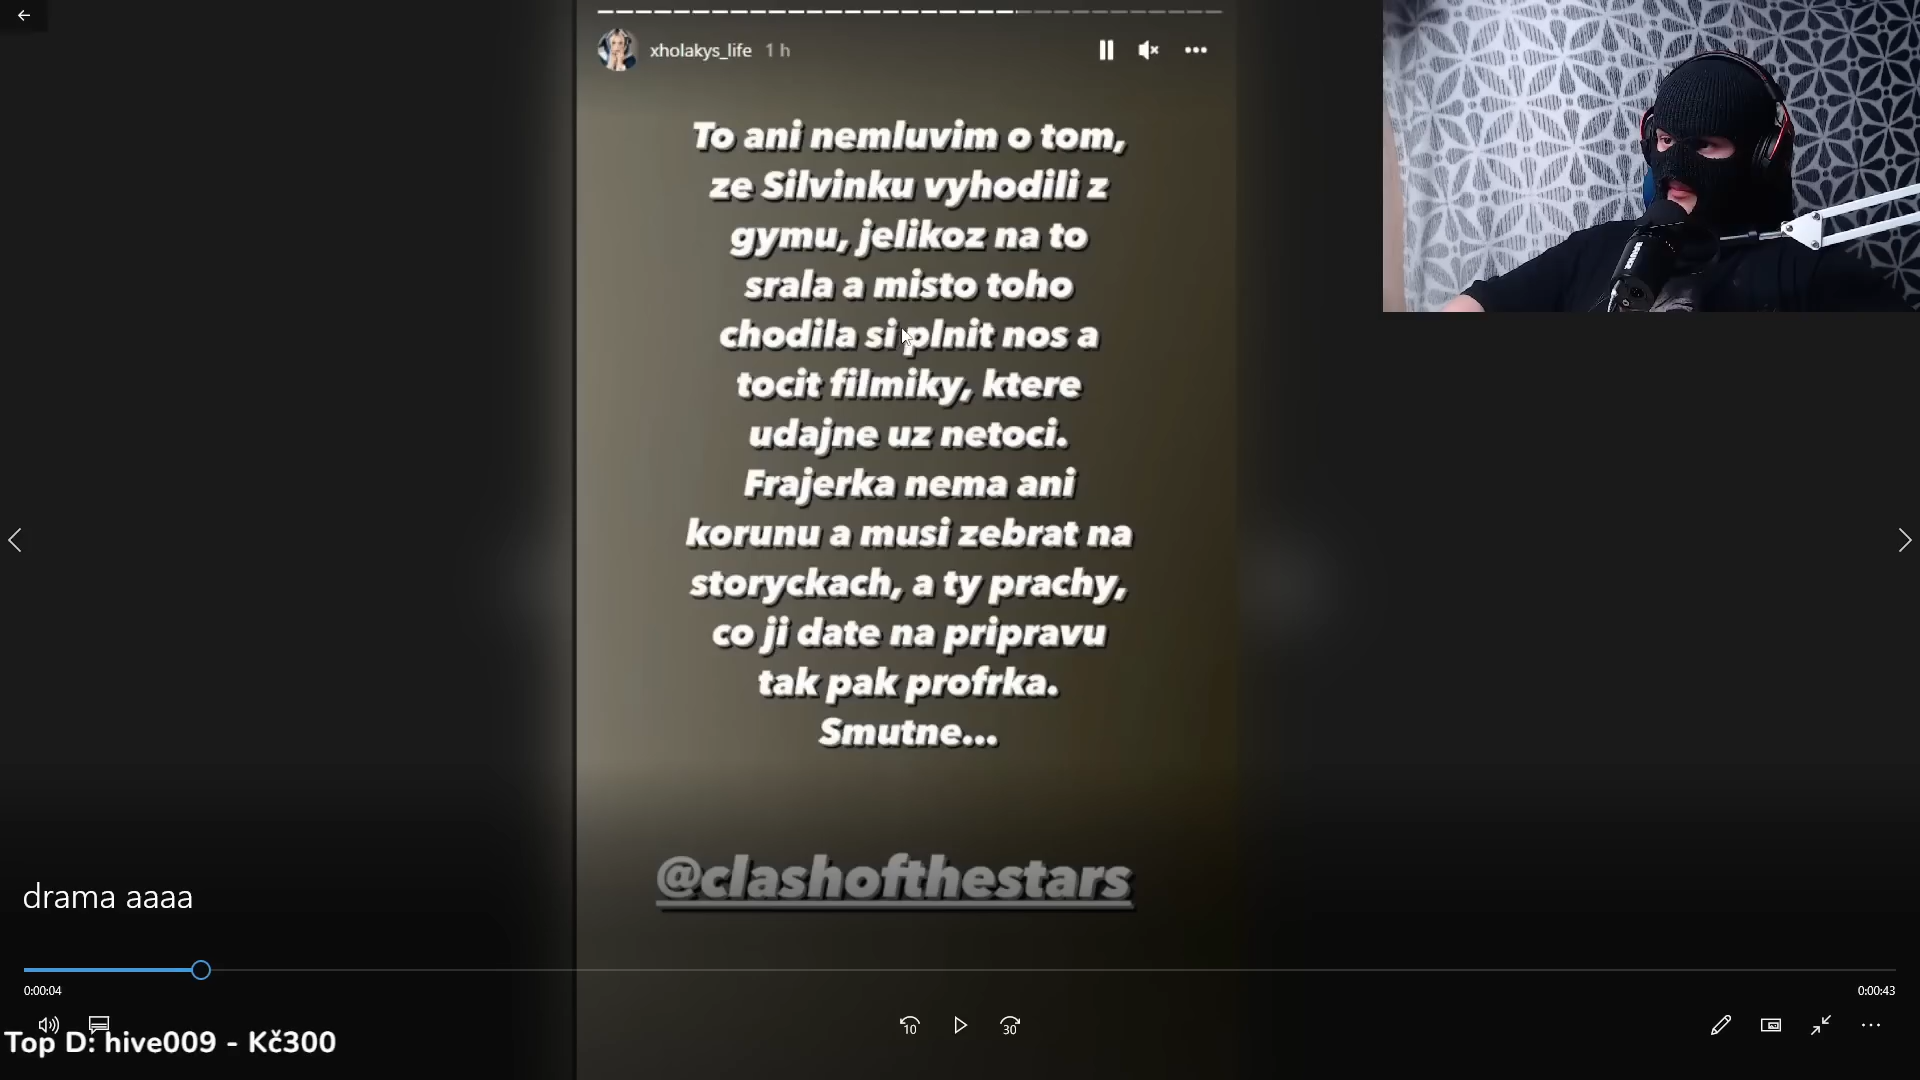 xholakys_life 1 h
To ani nemluvim o tom,
ze Silvinku vyhodili z
gymu, jelikoz na to
srala a misto toho
chodila si plnit nos a
tocit filmiky, ktere
udajne uz netoci.
Frajerka nema ani
korunu a musi zebrat na
storyckach, a ty prachy,
co ji date na pripravu
tak pak profrka.
Smutne...
@clashofthestars
drama aaaa
0:00:04
0:00:43
10
30
Top D: hive009 - Kč300